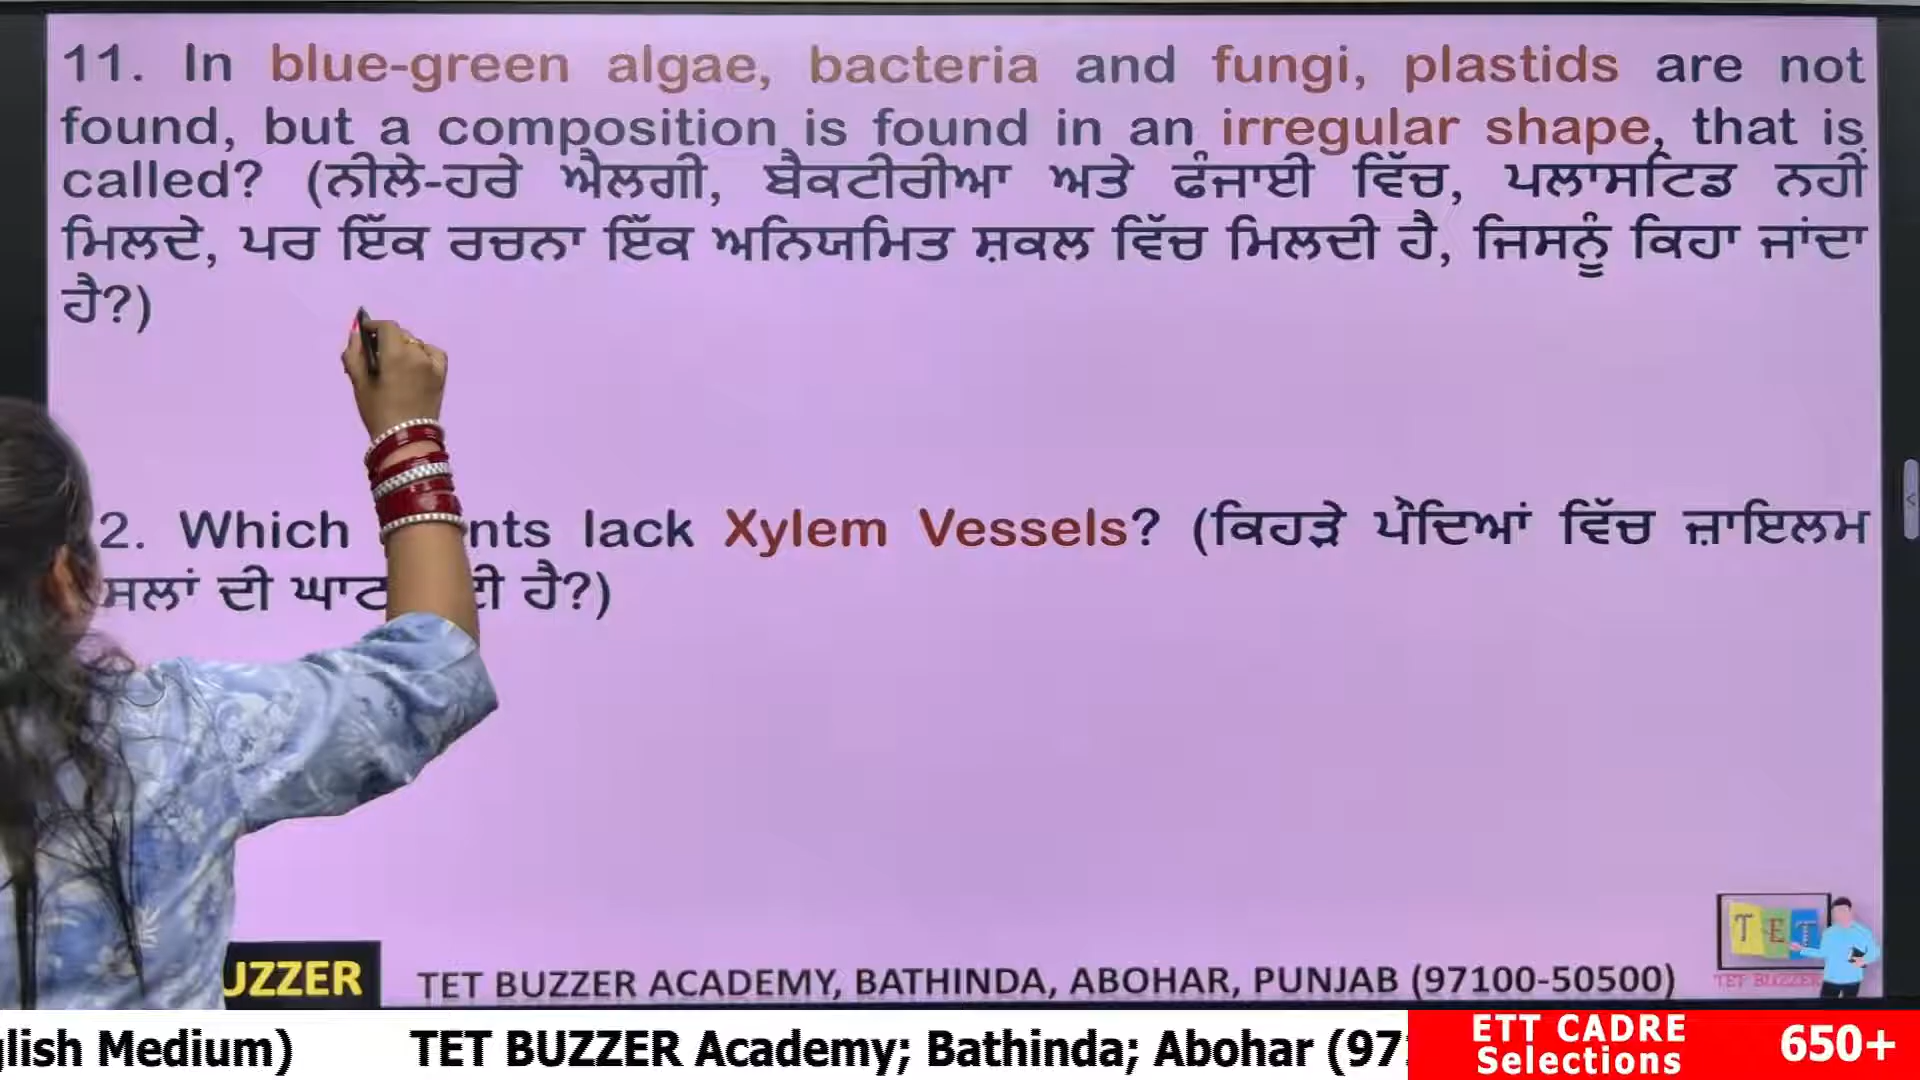 11. In blue-green algae, bacteria and fungi, plastids are not
found, but a composition is found in an irregular shape, that is
called? (ਨੀਲੇ-ਹਰੇ ਐਲਗੀ, ਬੈਕਟੀਰੀਆ ਅਤੇ ਫੰਜਾਈ ਵਿੱਚ, ਪਲਾਸਟਿਡ ਨਹੀਂ
ਮਿਲਦੇ, ਪਰ ਇੱਕ ਰਚਨਾ ਇੱਕ ਅਨਿਯਮਿਤ ਸ਼ਕਲ ਵਿੱਚ ਮਿਲਦੀ ਹੈ, ਜਿਸਨੂੰ ਕਿਹਾ ਜਾਂਦਾ
ਹੈ?)
2. Which nts lack Xylem Vessels? (ਕਿਹੜੇ ਪੌਦਿਆਂ ਵਿੱਚ ਜ਼ਾਇਲਮ
ਸਲਾਂ ਦੀ ਘਾਟ ਹੈ?)
UZZER
TET BUZZER ACADEMY, BATHINDA, ABOHAR, PUNJAB (97100-50500)
TET
TET BUZZER
glish Medium)
TET BUZZER Academy; Bathinda; Abohar (97
ETT CADRE
Selections
650+